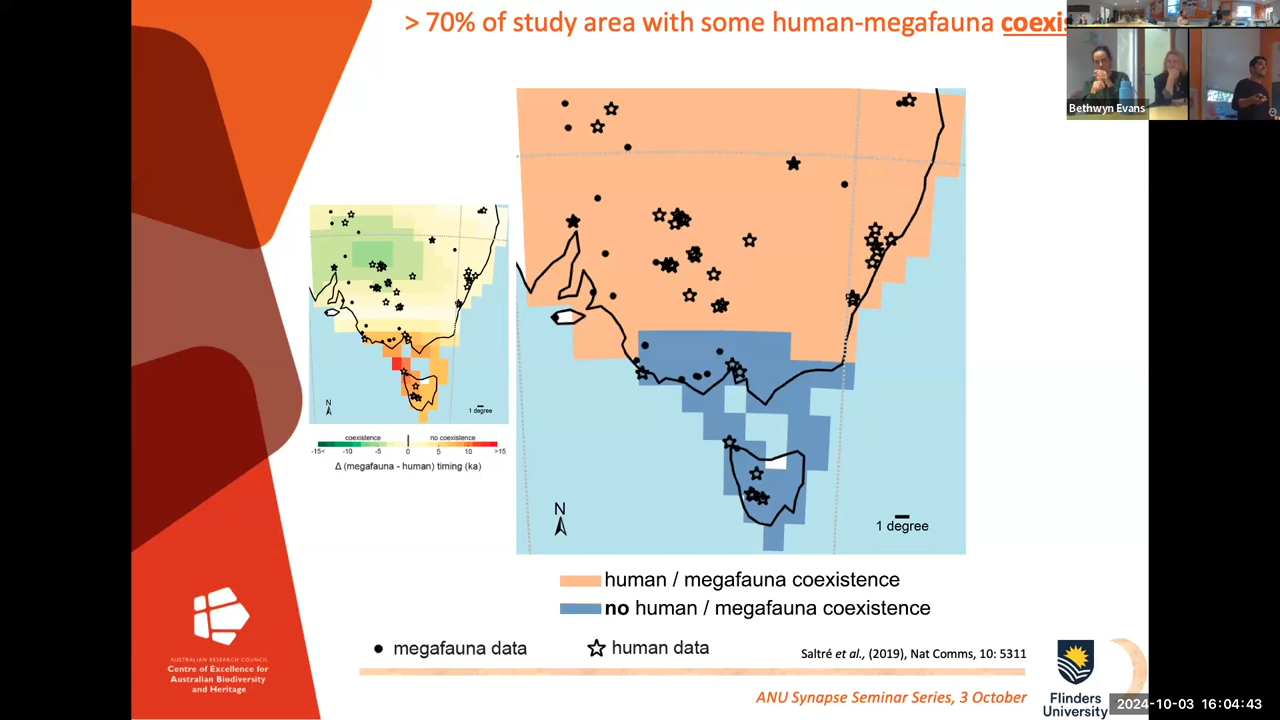 > 70% of study area with some human-megafauna coexis
Bethwyn Evans
N
1 degree
coexistence no coexistence
-15< -10 -5 0 5 10 >15
Δ (megafauna - human) timing (ka)
N
1 degree
human / megafauna coexistence
no human / megafauna coexistence
megafauna data
human data
Saltré et al., (2019), Nat Comms, 10: 5311
AUSTRALIAN RESEARCH COUNCIL
Centre of Excellence for
Australian Biodiversity
and Heritage
ANU Synapse Seminar Series, 3 October
Flinders
University
2024-10-03 16:04:43